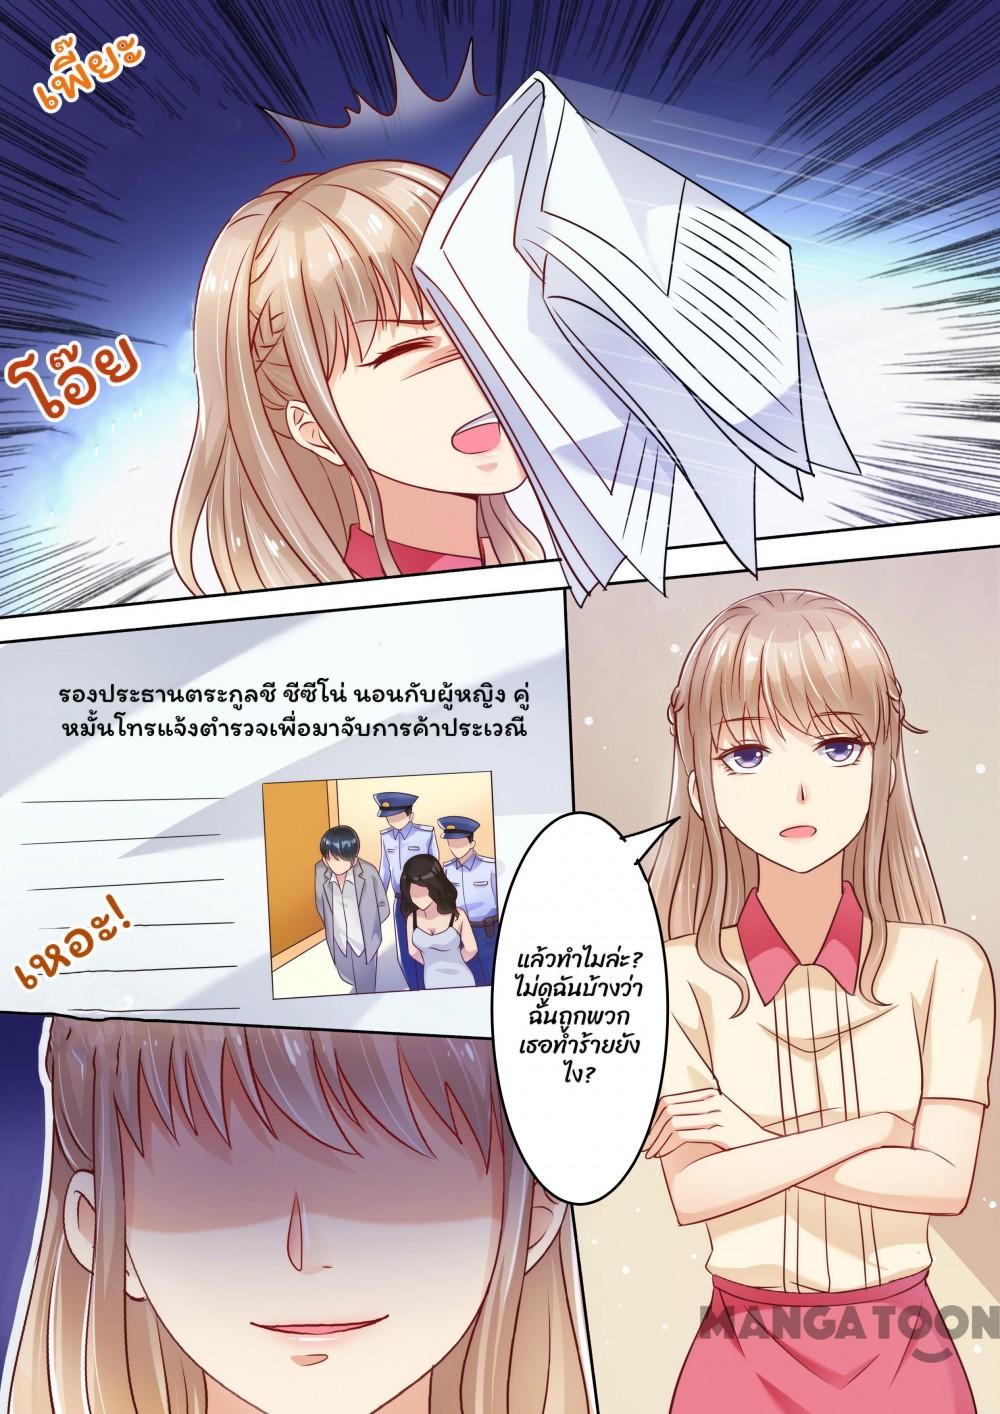 เพี๊ยะ
โอ๊ย
รองประธานตระกูลชี ชีซีโน่ นอนกับผู้หญิง คู่
หมั้นโทรแจ้งตำรวจเพื่อมาจับการค้าประเวณี
เหอะ!
แล้วทำไมล่ะ?
ไม่ดูฉันบ้างว่า
ฉันถูกพวก
เธอทำร้ายยัง
ไง?
MANGATOON